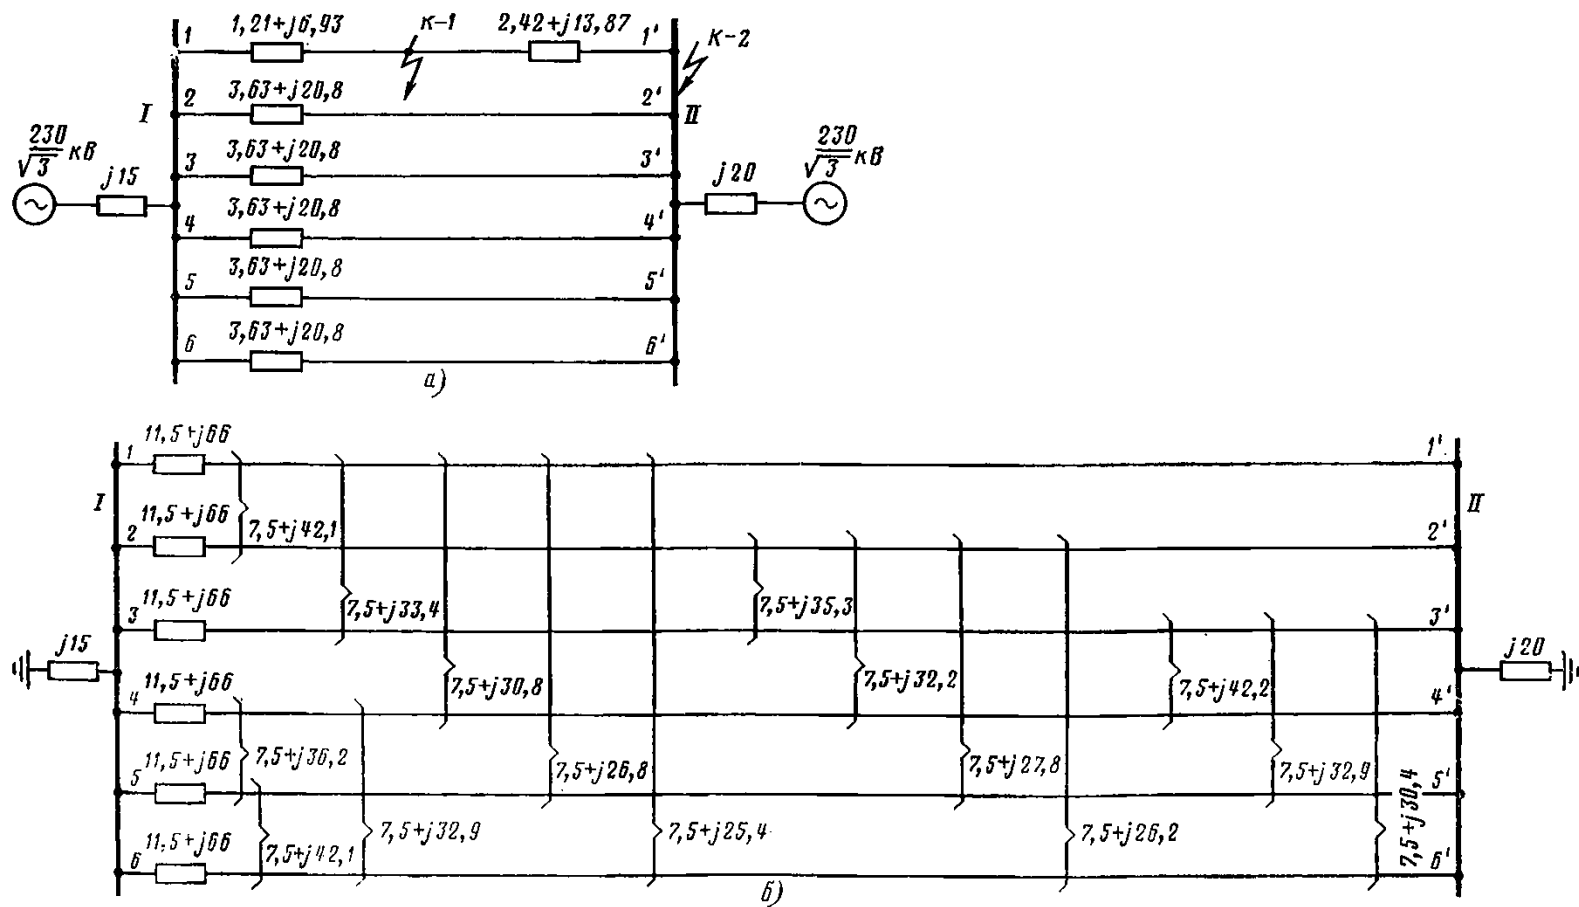 1
1,21+j6,93
к-1
2,42+j13,87
1'
К-2
I
2
3,63+j20,8
2'
II
230/√3 кв
j15
3
3,63+j20,8
3'
j20
230/√3 кв
4
3,63+j20,8
4'
5
3,63+j20,8
5'
6
3,63+j20,8
6'
а)
1
11,5+j66
1'
I
II
2
11,5+j66
7,5+j42,1
2'
3
11,5+j66
7,5+j33,4
7,5+j35,3
3'
j15
j20
4
11,5+j66
7,5+j30,8
7,5+j32,2
7,5+j42,2
4'
5
11,5+j66
7,5+j36,2
7,5+j26,8
7,5+j27,8
7,5+j32,9
5'
6
11,5+j66
7,5+j42,1
7,5+j32,9
7,5+j25,4
7,5+j26,2
7,5+j30,4
6'
б)